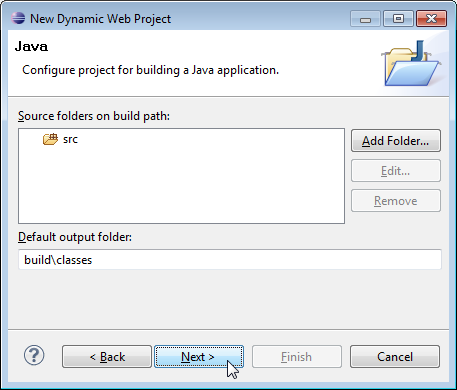 New Dynamic Web Project
Java
Configure project for building a Java application.
Source folders on build path:
src
Add Folder...
Edit...
Remove
Default output folder:
build\classes
?
< Back
Next >
Finish
Cancel